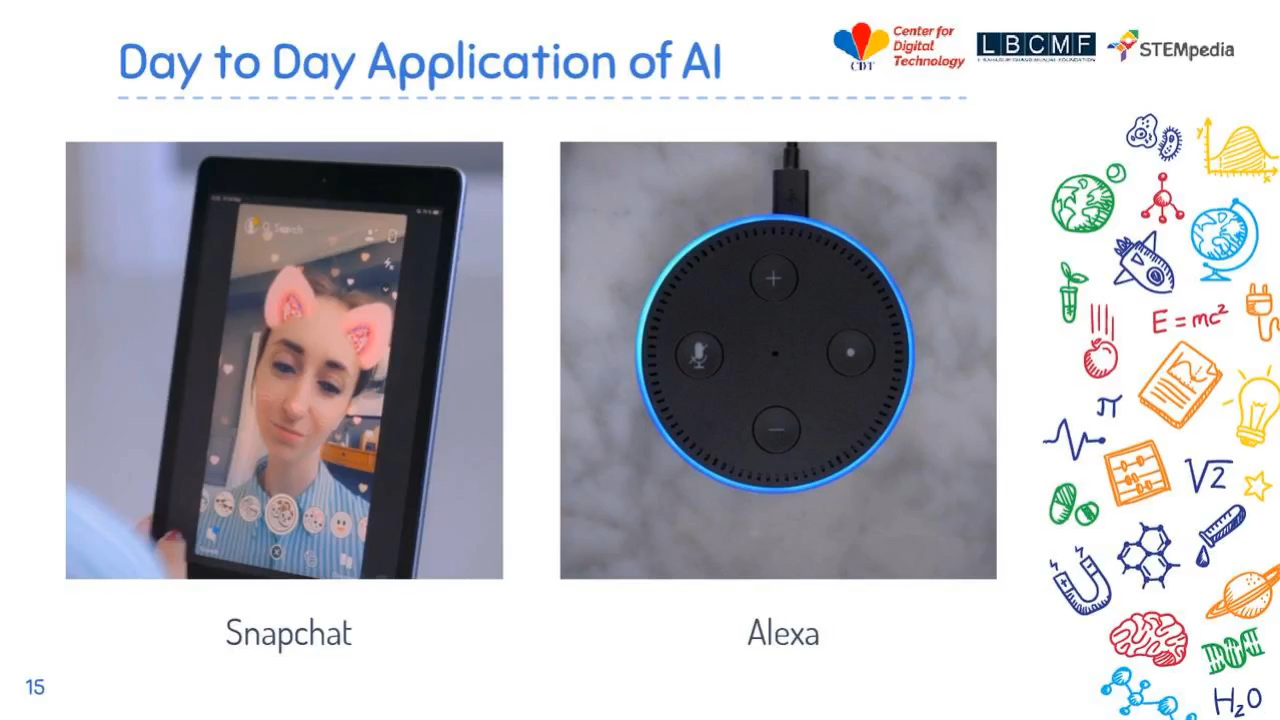 Day to Day Application of AI
Center for
Digital
Technology
CDT
LBCMF
STEMpedia
Search
y
x
E = mc²
π
√2
H₂O
Snapchat
Alexa
15